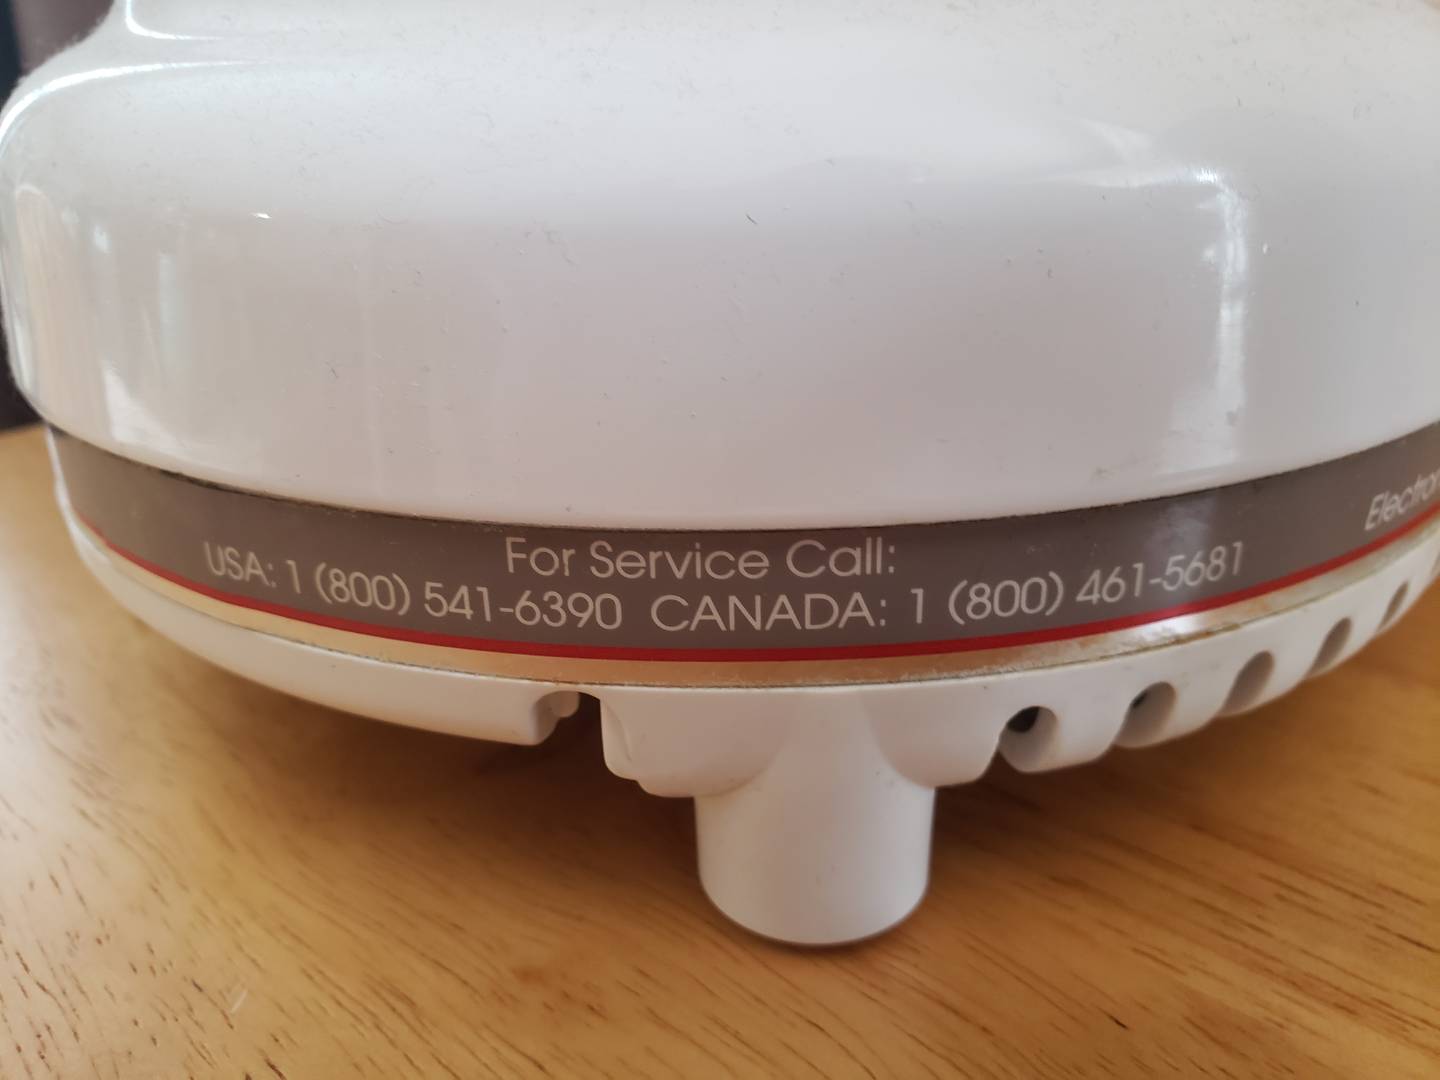 For Service Call:
USA: 1 (800) 541-6390 CANADA: 1 (800) 461-5681